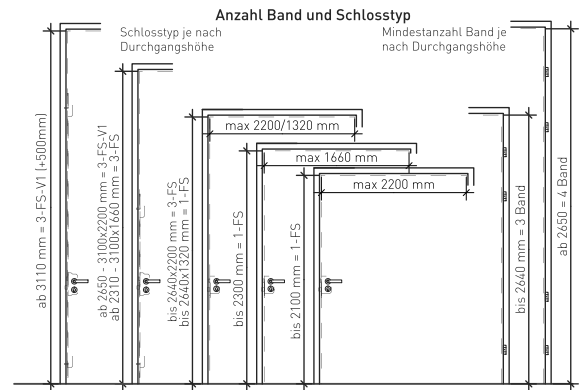 Anzahl Band und Schlosstyp
Schlosstyp je nach
Durchgangshöhe
Mindestanzahl Band je
nach Durchgangshöhe
ab 3110 mm = 3-FS-V1 (+500mm)
ab 2650 - 3100x2200 mm = 3-FS-V1
ab 2310 - 3100x1660 mm = 3-FS
bis 2640x2200 mm = 3-FS
bis 2640x1320 mm = 1-FS
max 2200/1320 mm
bis 2300 mm = 1-FS
max 1660 mm
bis 2100 mm = 1-FS
max 2200 mm
bis 2640 mm = 3 Band
ab 2650 = 4 Band